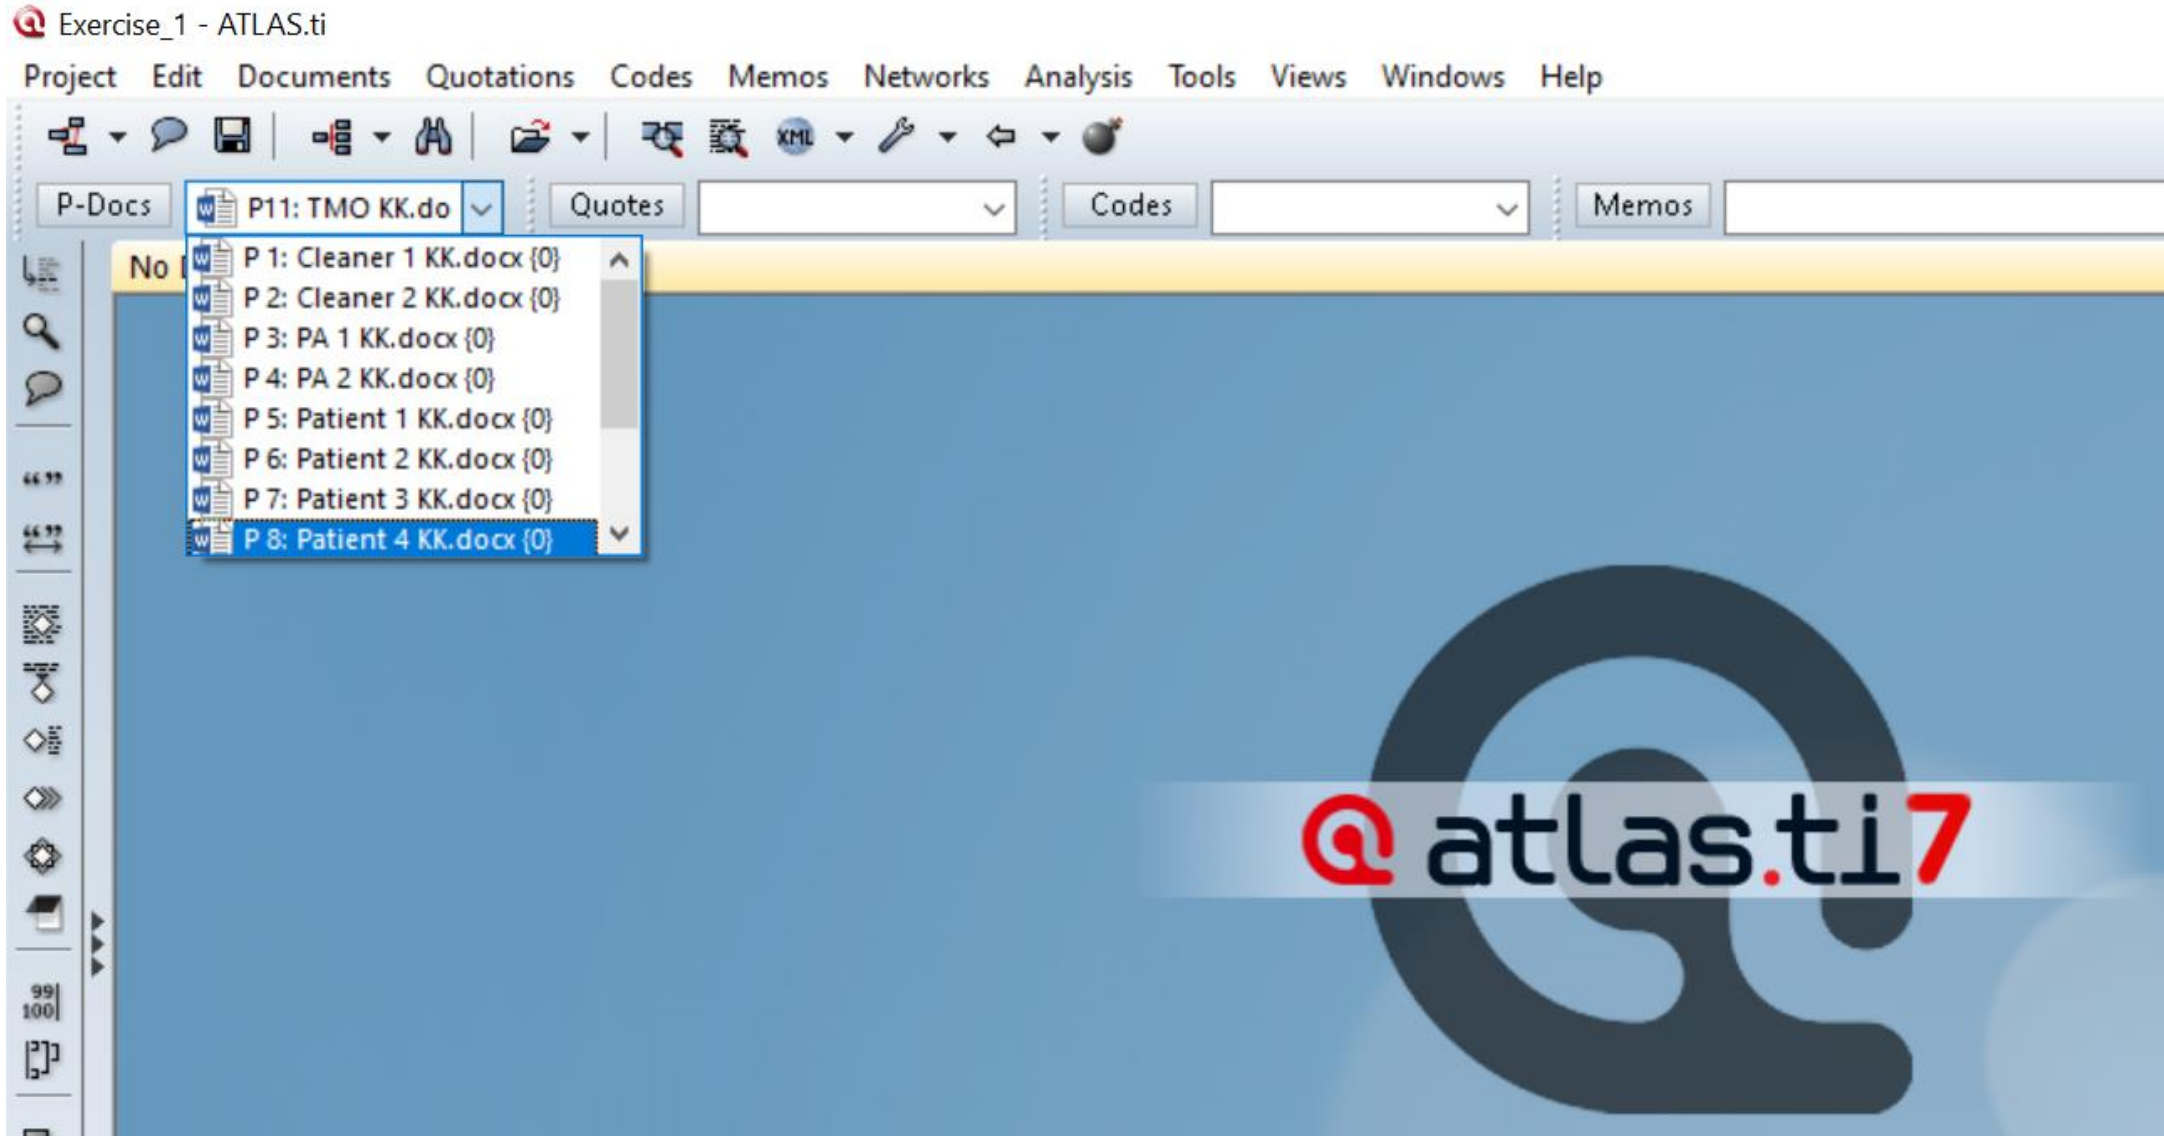 Exercise_1 - ATLAS.ti
Project Edit Documents Quotations Codes Memos Networks Analysis Tools Views Windows Help
XML
P-Docs P11: TMO KK.do Quotes Codes Memos
No
P 1: Cleaner 1 KK.docx {0}
P 2: Cleaner 2 KK.docx {0}
P 3: PA 1 KK.docx {0}
P 4: PA 2 KK.docx {0}
P 5: Patient 1 KK.docx {0}
P 6: Patient 2 KK.docx {0}
P 7: Patient 3 KK.docx {0}
P 8: Patient 4 KK.docx {0}
atlas.ti7
99
100